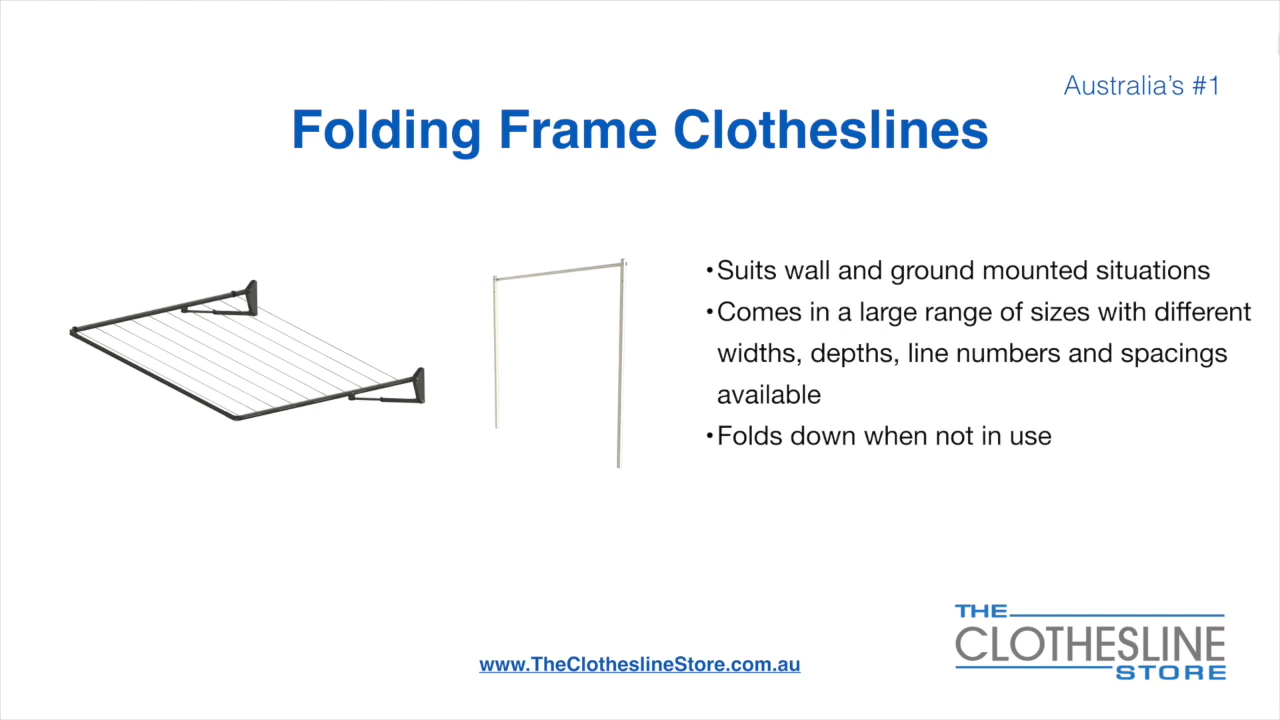 Australia's #1
Folding Frame Clotheslines
•Suits wall and ground mounted situations
•Comes in a large range of sizes with different
widths, depths, line numbers and spacings
available
•Folds down when not in use
THE
CLOTHESLINE
STORE
www.TheClotheslineStore.com.au